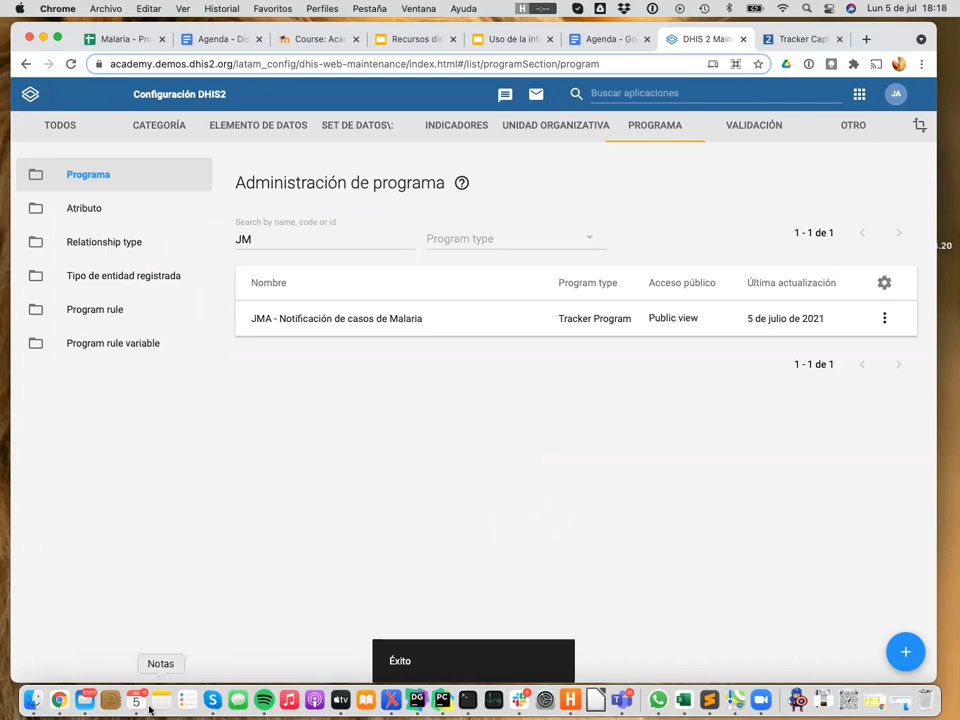 Chrome Archivo Editar Ver Historial Favoritos Perfiles Pestaña Ventana Ayuda Lun 5 de jul 18:18
Malaria - Pro Agenda - Dis Course: Aca Recursos dis Uso de la inf Agenda - Go DHIS 2 Main Tracker Capt
academy.demos.dhis2.org/latam_config/dhis-web-maintenance/index.html#/list/programSection/program
Configuración DHIS2 Buscar aplicaciones JA
TODOS CATEGORÍA ELEMENTO DE DATOS SET DE DATOS\: INDICADORES UNIDAD ORGANIZATIVA PROGRAMA VALIDACIÓN OTRO
Programa
Atributo
Relationship type
Tipo de entidad registrada
Program rule
Program rule variable
Administración de programa
Search by name, code or id
JM Program type 1 - 1 de 1
Nombre Program type Acceso público Última actualización
JMA - Notificación de casos de Malaria Tracker Program Public view 5 de julio de 2021
1 - 1 de 1
Éxito
Notas